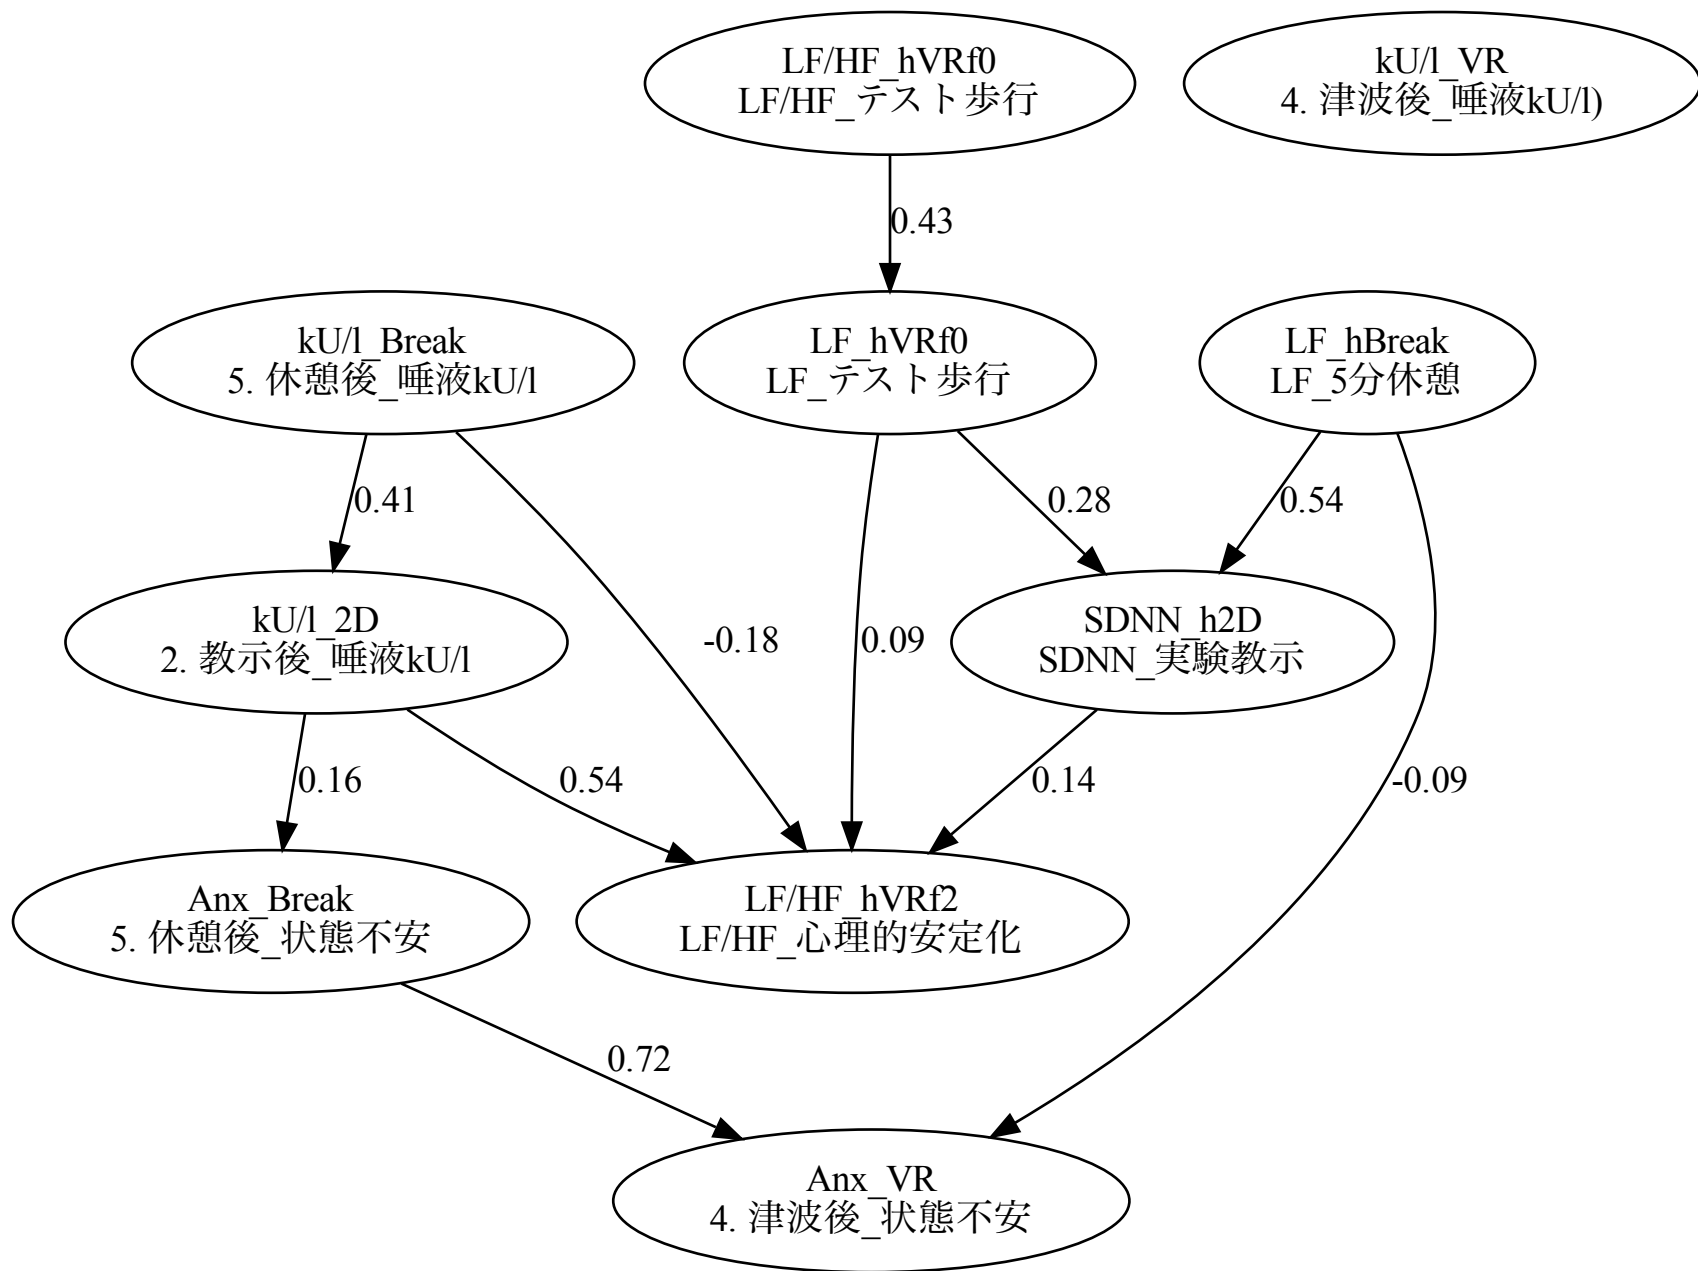 LF/HF_hVRf0
LF/HF_テスト歩行
kU/l_VR
4. 津波後_唾液kU/l)
0.43
kU/l_Break
5. 休憩後_唾液kU/l
LF_hVRf0
LF_テスト歩行
LF_hBreak
LF_5分休憩
0.41
0.28
0.54
kU/l_2D
2. 教示後_唾液kU/l
-0.18
0.09
SDNN_h2D
SDNN_実験教示
0.16
0.54
0.14
-0.09
Anx_Break
5. 休憩後_状態不安
LF/HF_hVRf2
LF/HF_心理的安定化
0.72
Anx_VR
4. 津波後_状態不安